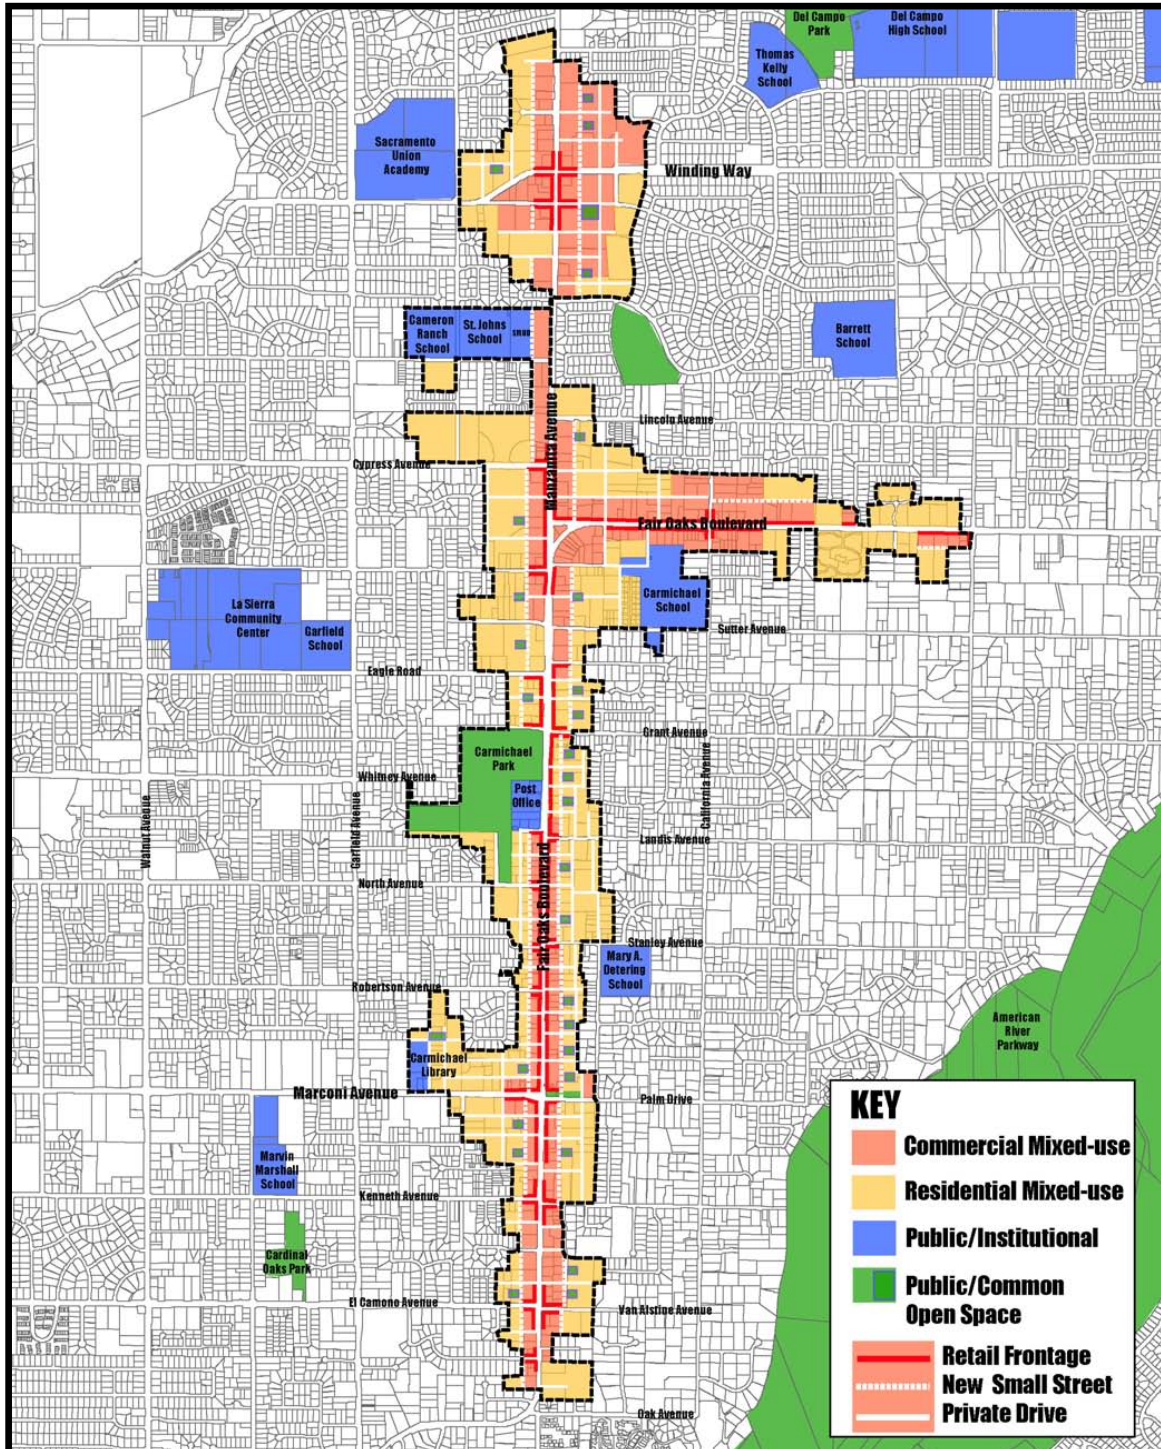 Del Campo
Park
Del Campo
High School
Thomas
Kelly
School
Sacramento
Union
Academy
Winding Way
Cameron
Ranch
School
St. Johns
School
SMUD
Barrett
School
Manzanita Avenue
Lincoln Avenue
Cypress Avenue
Fair Oaks Boulevard
Carmichael
School
La Sierra
Community
Center
Garfield
School
Sutter Avenue
Eagle Road
Grant Avenue
Carmichael
Park
Whitney Avenue
Post
Office
California Avenue
Walnut Avenue
Garfield Avenue
Landis Avenue
Fair Oaks Boulevard
North Avenue
Stanley Avenue
Mary A.
Detering
School
Robertson Avenue
American
River
Parkway
Carmichael
Library
Marconi Avenue
Palm Drive
Marvin
Marshall
School
Kenneth Avenue
Cardinal
Oaks Park
El Camono Avenue
Van Alstine Avenue
Oak Avenue
KEY
Commercial Mixed-use
Residential Mixed-use
Public/Institutional
Public/Common
Open Space
Retail Frontage
New Small Street
Private Drive